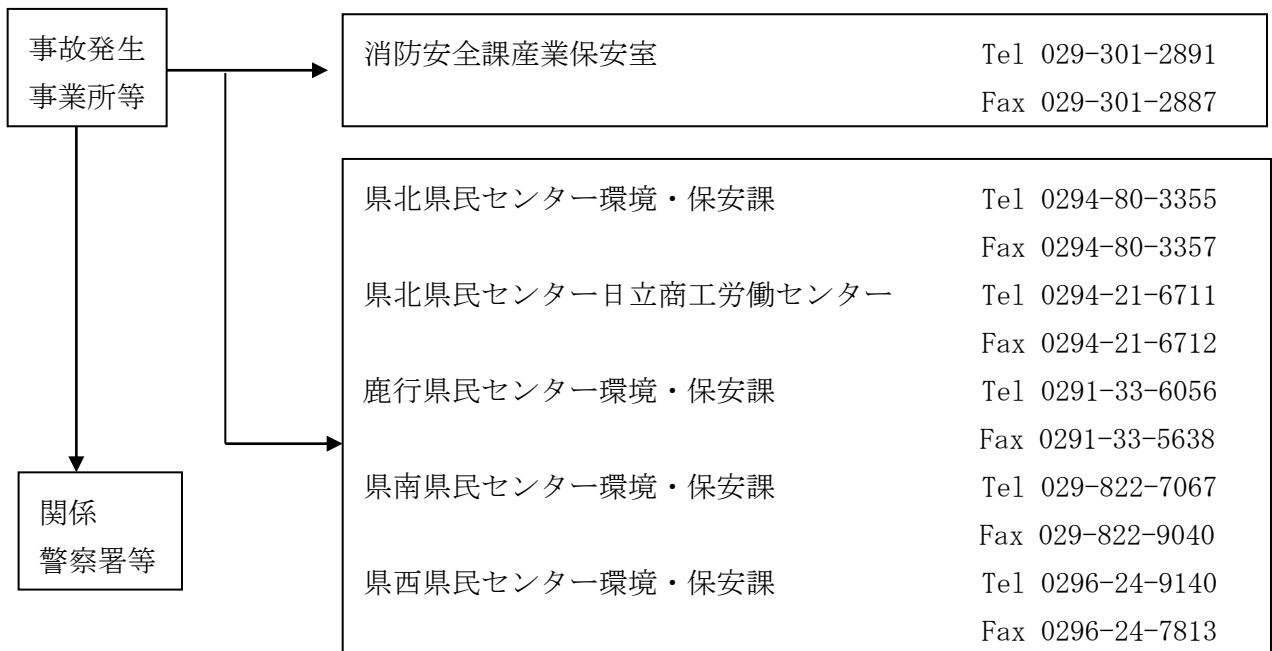 事故発生
事業所等
消防安全課産業保安室 Tel 029-301-2891
Fax 029-301-2887
県北県民センター環境・保安課 Tel 0294-80-3355
Fax 0294-80-3357
県北県民センター日立商工労働センター Tel 0294-21-6711
Fax 0294-21-6712
鹿行県民センター環境・保安課 Tel 0291-33-6056
Fax 0291-33-5638
県南県民センター環境・保安課 Tel 029-822-7067
Fax 029-822-9040
県西県民センター環境・保安課 Tel 0296-24-9140
Fax 0296-24-7813
関係
警察署等